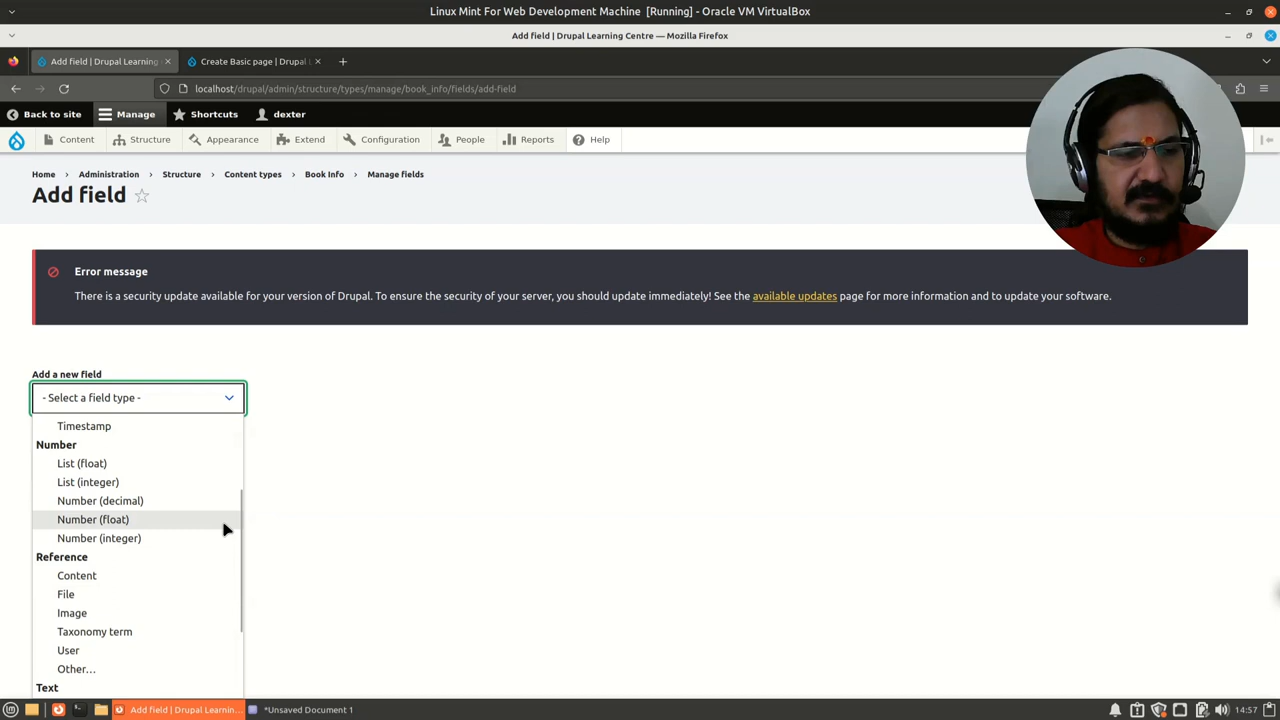 Linux Mint For Web Development Machine [Running] - Oracle VM VirtualBox
Add field | Drupal Learning Centre — Mozilla Firefox
Add field | Drupal Learning
Create Basic page | Drupal L
localhost/drupal/admin/structure/types/manage/book_info/fields/add-field
Back to site Manage Shortcuts dexter
Content Structure Appearance Extend Configuration People Reports Help
Home > Administration > Structure > Content types > Book Info > Manage fields
Add field
Error message
There is a security update available for your version of Drupal. To ensure the security of your server, you should update immediately! See the available updates page for more information and to update your software.
Add a new field
- Select a field type -
Timestamp
Number
List (float)
List (integer)
Number (decimal)
Number (float)
Number (integer)
Reference
Content
File
Image
Taxonomy term
User
Other…
Text
Add field | Drupal Learnin...
*Unsaved Document 1
14:57